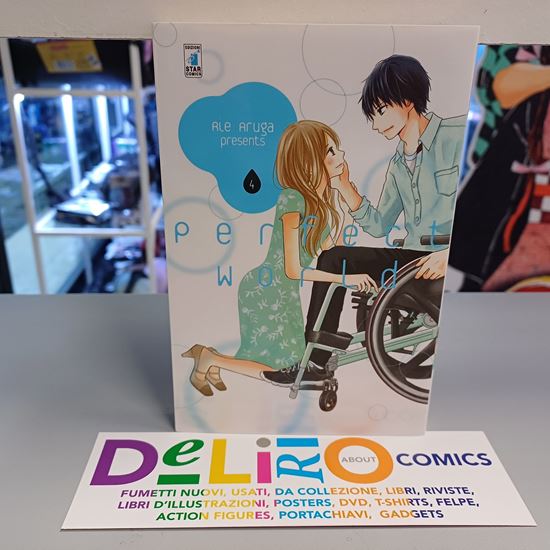 EDIZIONI
STAR
COMICS
Rie Aruga
presents
4
perfect
world
DeLiRIO ABOUT COMICS
FUMETTI NUOVI, USATI, DA COLLEZIONE, LIBRI, RIVISTE,
LIBRI D'ILLUSTRAZIONI, POSTERS, DVD, T-SHIRTS, FELPE,
ACTION FIGURES, PORTACHIAVI, GADGETS